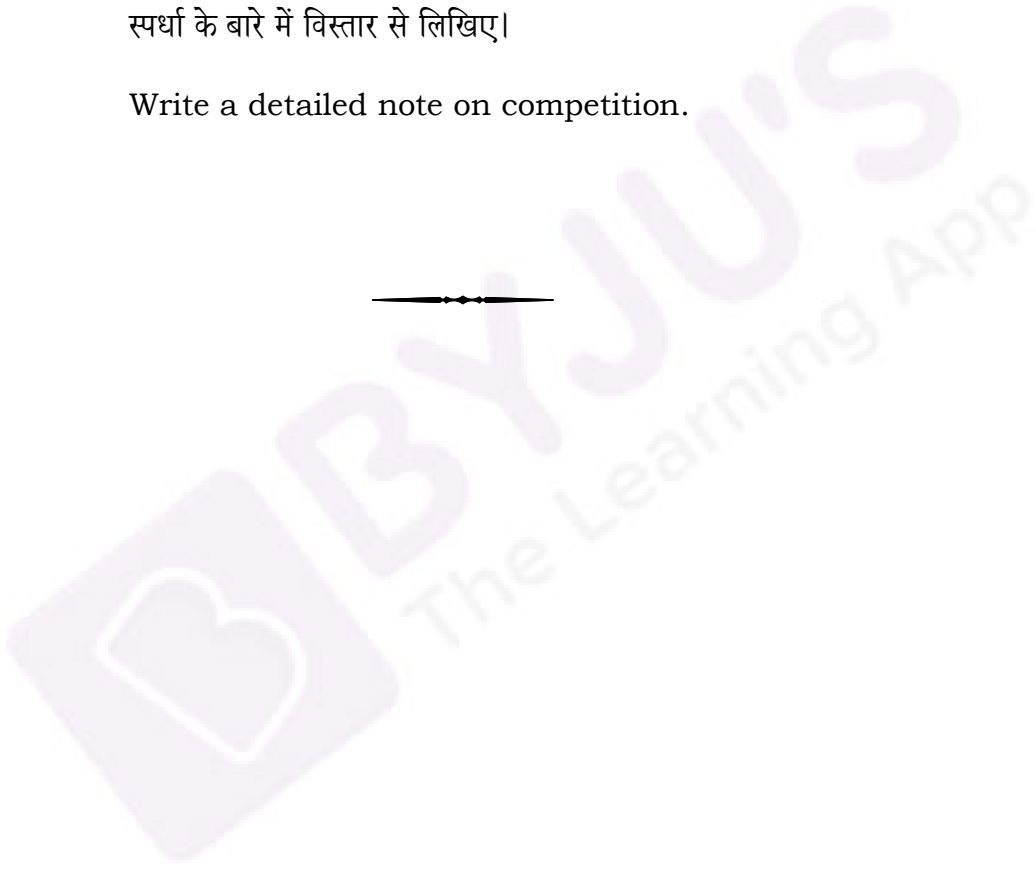 स्पर्धा के बारे में विस्तार से लिखिए।
Write a detailed note on competition.
BYJU'S
The Learning App